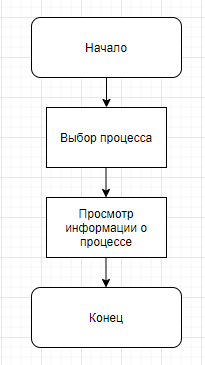 Начало
Выбор процесса
Просмотр
информации о
процессе
Конец